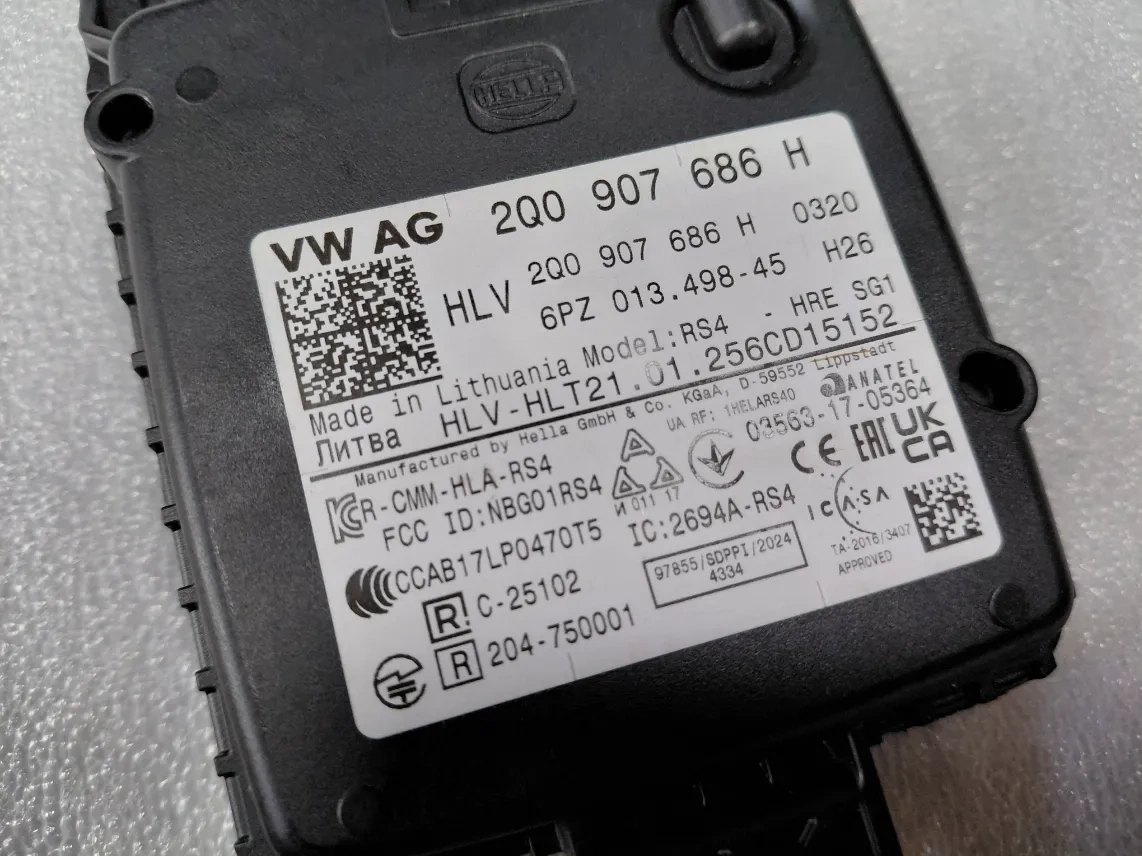 HELLA
VW AG 2Q0 907 686 H
HLV 2Q0 907 686 H 0320
6PZ 013.498-45 H26
Made in Lithuania Model:RS4 - HRE SG1
Литва HLV-HLT21.01.256CD15152
Manufactured by Hella GmbH & Co. KGaA, D-59552 Lippstadt
R-CMM-HLA-RS4 UA RF: 1HELARS40 ANATEL
FCC ID:NBG01RS4 И 011 17 03563-17-05364
CE EAC UK CA
CCAB17LP0470T5 IC:2694A-RS4 ICASA
R C-25102 97855/SDPPI/2024 TA-2016/3407
4334 APPROVED
R 204-750001